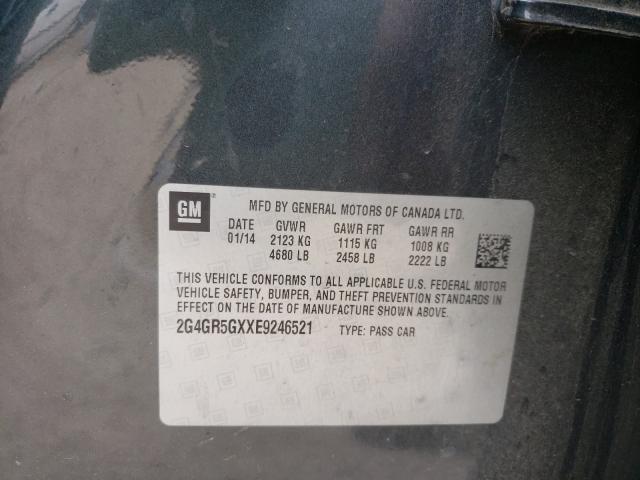 GM
MFD BY GENERAL MOTORS OF CANADA LTD.
DATE GVWR GAWR FRT GAWR RR
01/14 2123 KG 1115 KG 1008 KG
4680 LB 2458 LB 2222 LB
THIS VEHICLE CONFORMS TO ALL APPLICABLE U.S. FEDERAL MOTOR
VEHICLE SAFETY, BUMPER, AND THEFT PREVENTION STANDARDS IN
EFFECT ON THE DATE OF MANUFACTURE SHOWN ABOVE.
2G4GR5GXXE9246521 TYPE: PASS CAR